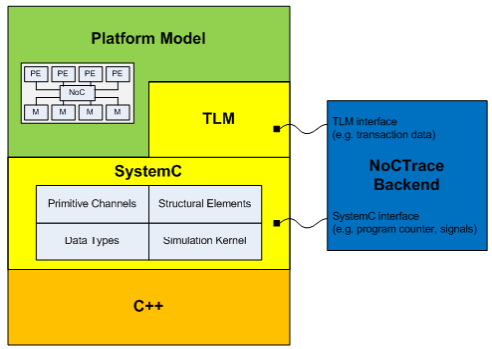 Platform Model
PE PE PE PE
NoC
M M M M
TLM
SystemC
Primitive Channels Structural Elements
Data Types Simulation Kernel
C++
TLM interface
(e.g. transaction data)
NoCTrace
Backend
SystemC interface
(e.g. program counter, signals)